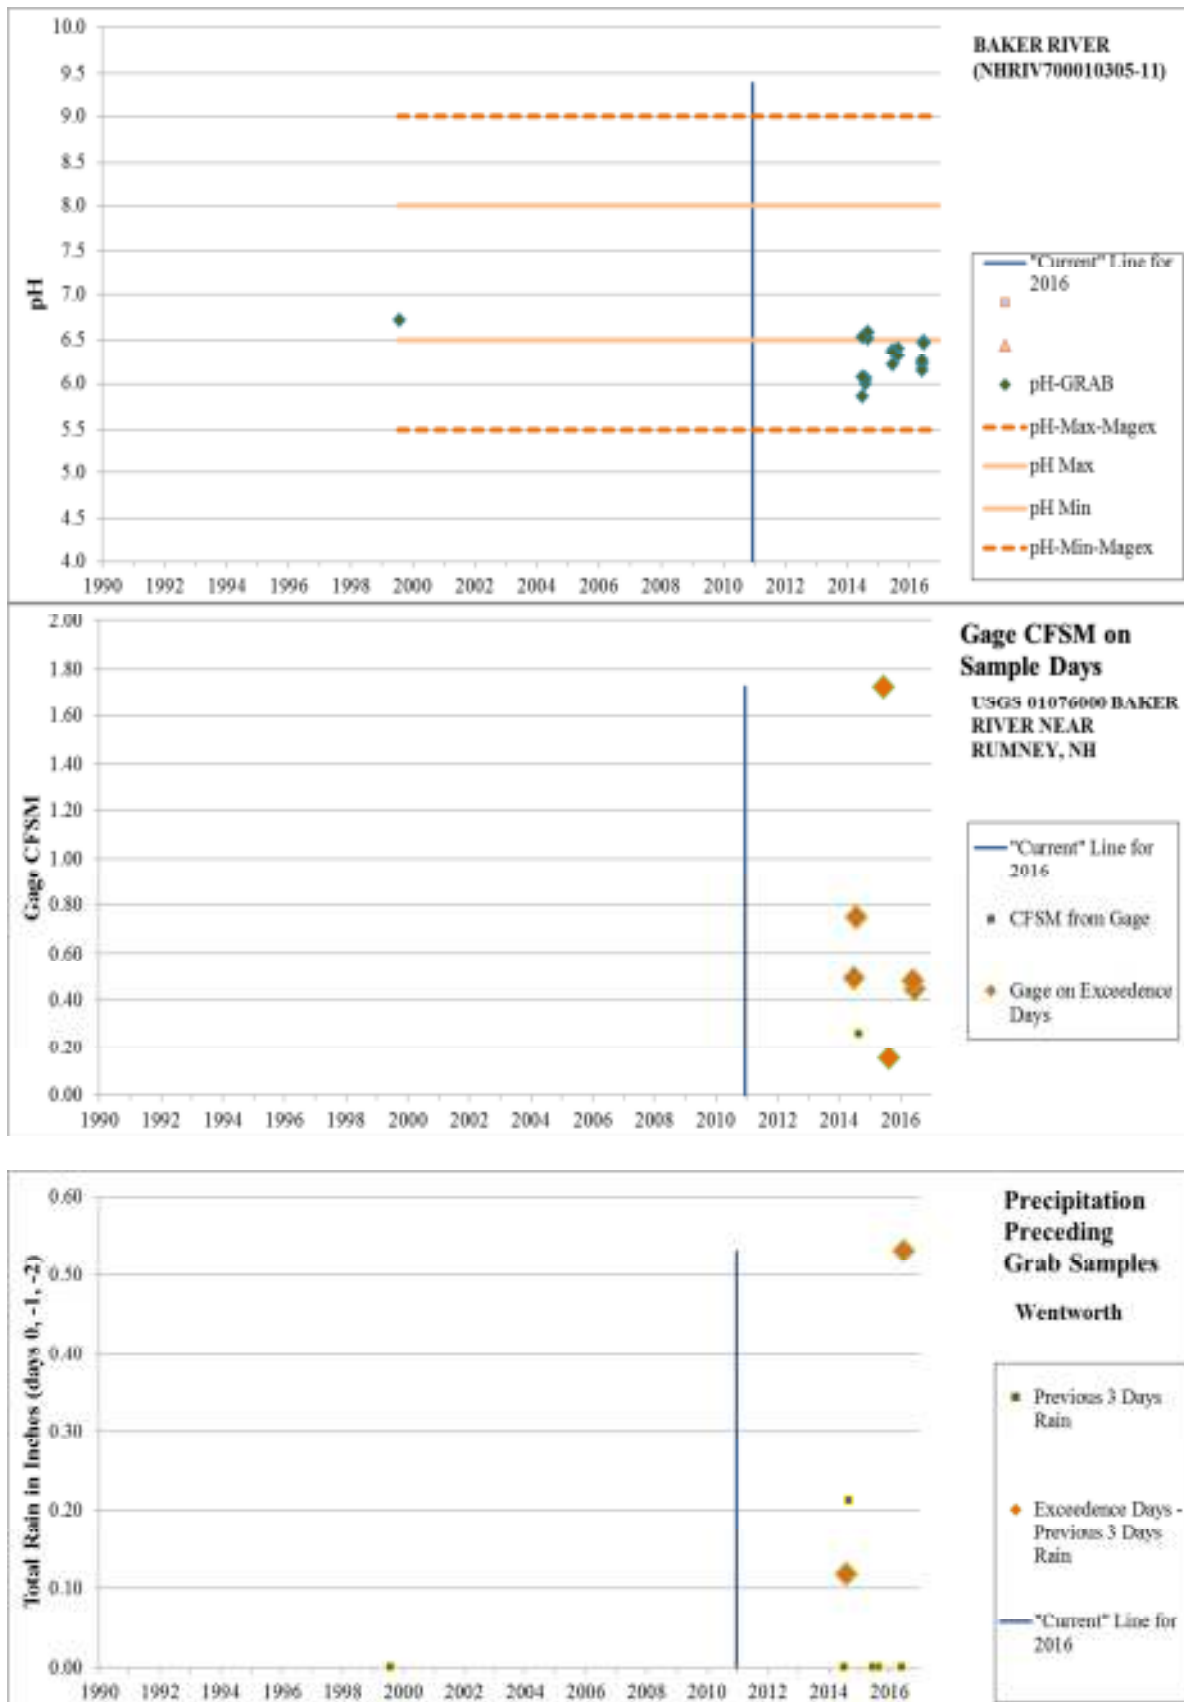 BAKER RIVER
(NHRIV700010305-11)
10.0
9.5
9.0
8.5
8.0
7.5
7.0
6.5
6.0
5.5
5.0
4.5
4.0
pH
1990 1992 1994 1996 1998 2000 2002 2004 2006 2008 2010 2012 2014 2016
"Current" Line for
2016
pH-GRAB
pH-Max-Magex
pH Max
pH Min
pH-Min-Magex
Gage CFSM on
Sample Days
USGS 01076000 BAKER
RIVER NEAR
RUMNEY, NH
2.00
1.80
1.60
1.40
1.20
1.00
0.80
0.60
0.40
0.20
0.00
Gage CFSM
1990 1992 1994 1996 1998 2000 2002 2004 2006 2008 2010 2012 2014 2016
"Current" Line for
2016
CFSM from Gage
Gage on Exceedence
Days
Precipitation
Preceding
Grab Samples
Wentworth
0.60
0.50
0.40
0.30
0.20
0.10
0.00
Total Rain in Inches (days 0, -1, -2)
1990 1992 1994 1996 1998 2000 2002 2004 2006 2008 2010 2012 2014 2016
Previous 3 Days
Rain
Exceedence Days -
Previous 3 Days
Rain
"Current" Line for
2016